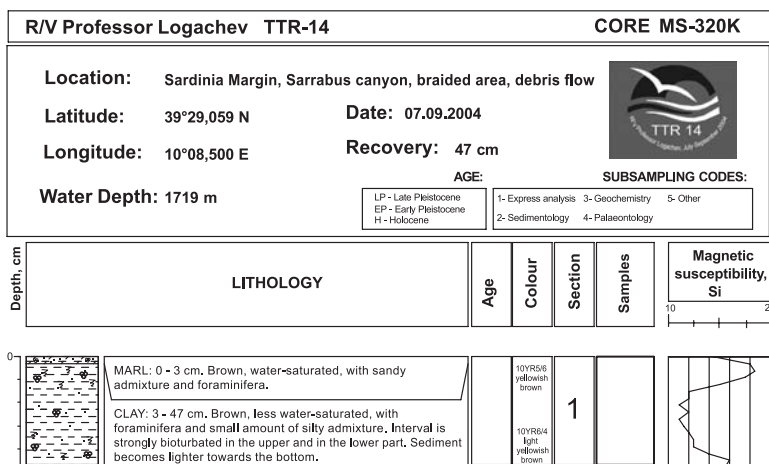 R/V Professor Logachev TTR-14 CORE MS-320K
Location: Sardinia Margin, Sarrabus canyon, braided area, debris flow
Latitude: 39°29,059 N Date: 07.09.2004
Longitude: 10°08,500 E Recovery: 47 cm
Water Depth: 1719 m
TTR 14
R/V Professor Logachev, July September 2004
AGE:
LP - Late Pleistocene
EP - Early Pleistocene
H - Holocene
SUBSAMPLING CODES:
1- Express analysis 3- Geochemistry 5- Other
2- Sedimentology 4- Palaeontology
Depth, cm
LITHOLOGY
Age
Colour
Section
Samples
Magnetic
susceptibility,
Si
10 2
0
MARL: 0 - 3 cm. Brown, water-saturated, with sandy
admixture and foraminifera.
CLAY: 3 - 47 cm. Brown, less water-saturated, with
foraminifera and small amount of silty admixture. Interval is
strongly bioturbated in the upper and in the lower part. Sediment
becomes lighter towards the bottom.
10YR5/6
yellowish
brown
10YR6/4
light
yellowish
brown
1